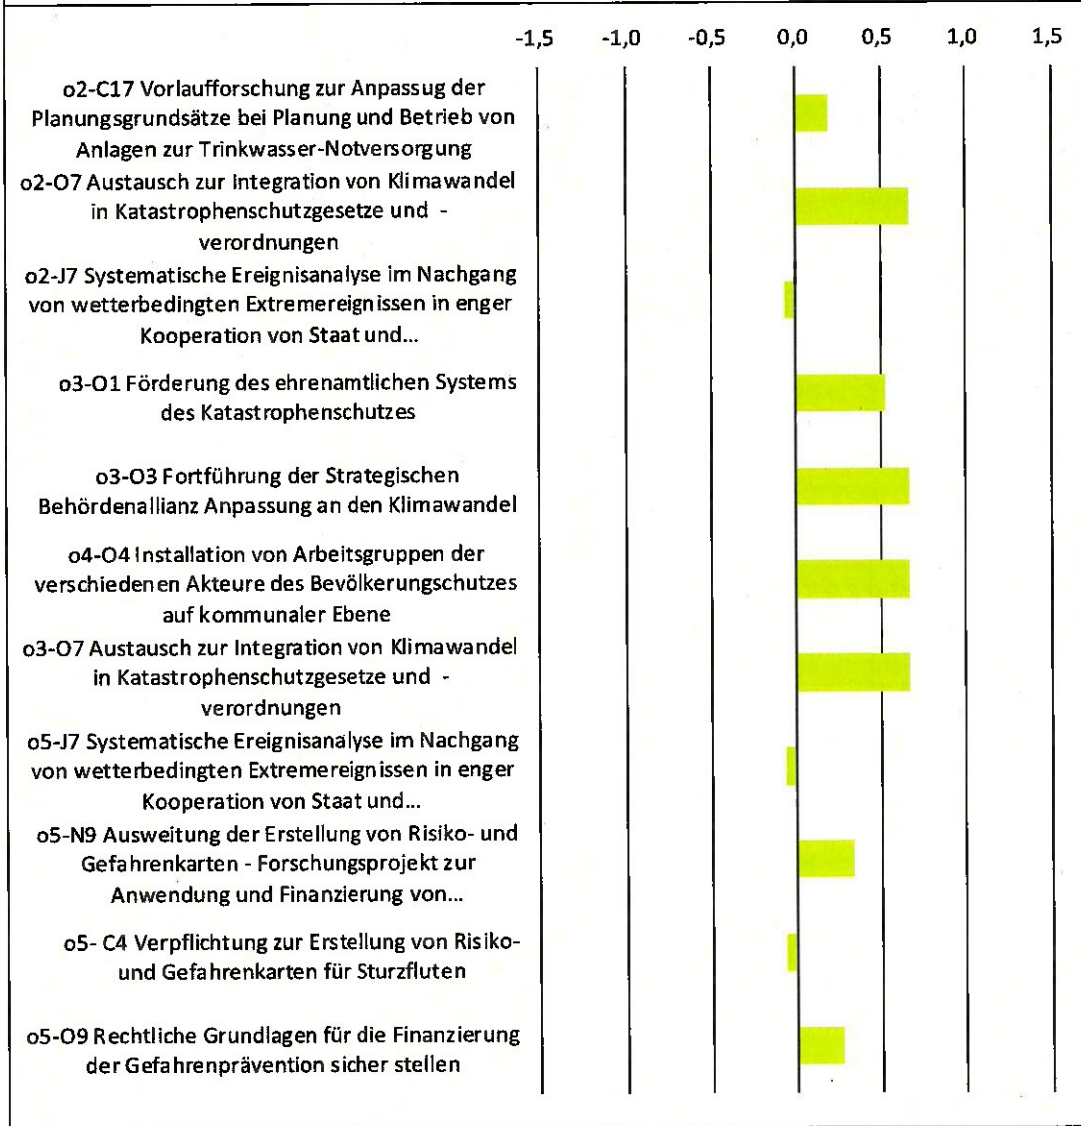 -1,5 -1,0 -0,5 0,0 0,5 1,0 1,5
o2-C17 Vorlaufforschung zur Anpassug der
Planungsgrundsätze bei Planung und Betrieb von
Anlagen zur Trinkwasser-Notversorgung
o2-O7 Austausch zur Integration von Klimawandel
in Katastrophenschutzgesetze und -
verordnungen
o2-J7 Systematische Ereignisanalyse im Nachgang
von wetterbedingten Extremereignissen in enger
Kooperation von Staat und...
o3-O1 Förderung des ehrenamtlichen Systems
des Katastrophenschutzes
o3-O3 Fortführung der Strategischen
Behördenallianz Anpassung an den Klimawandel
o4-O4 Installation von Arbeitsgruppen der
verschiedenen Akteure des Bevölkerungschutzes
auf kommunaler Ebene
o3-O7 Austausch zur Integration von Klimawandel
in Katastrophenschutzgesetze und -
verordnungen
o5-J7 Systematische Ereignisanalyse im Nachgang
von wetterbedingten Extremereignissen in enger
Kooperation von Staat und...
o5-N9 Ausweitung der Erstellung von Risiko- und
Gefahrenkarten - Forschungsprojekt zur
Anwendung und Finanzierung von...
o5- C4 Verpflichtung zur Erstellung von Risiko-
und Gefahrenkarten für Sturzfluten
o5-O9 Rechtliche Grundlagen für die Finanzierung
der Gefahrenprävention sicher stellen